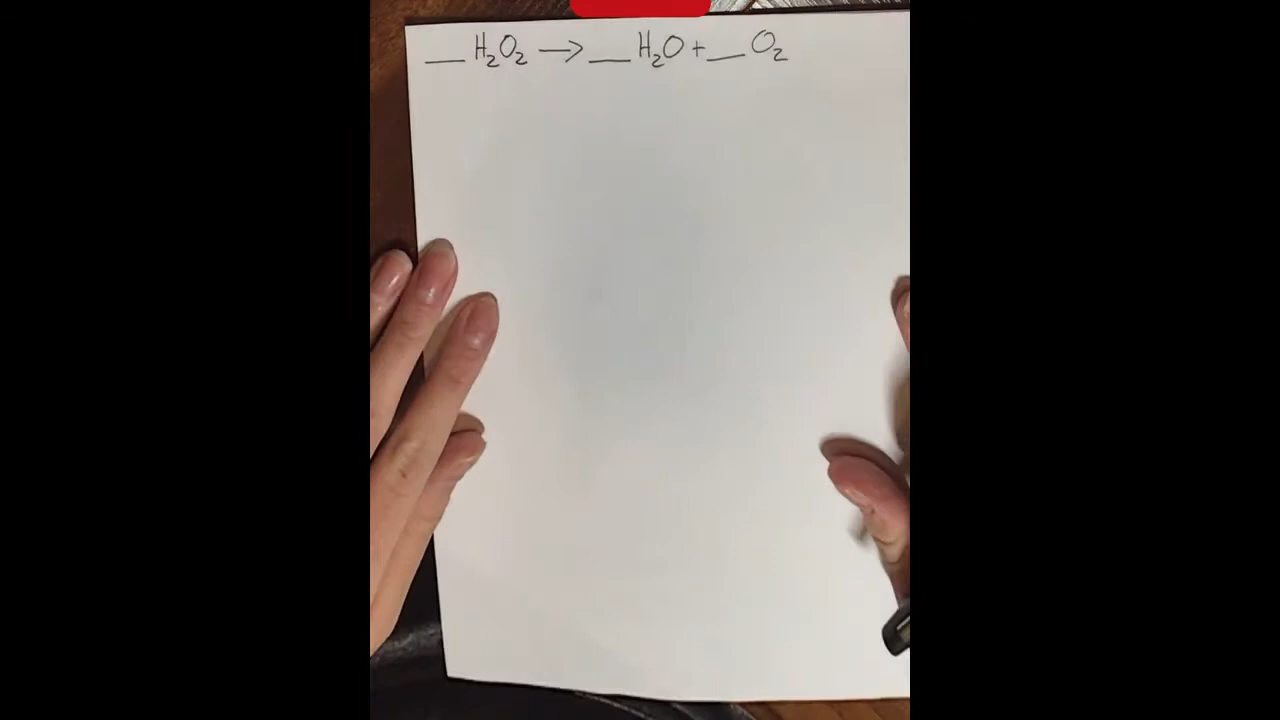 __ H₂O₂ → __ H₂O + __ O₂